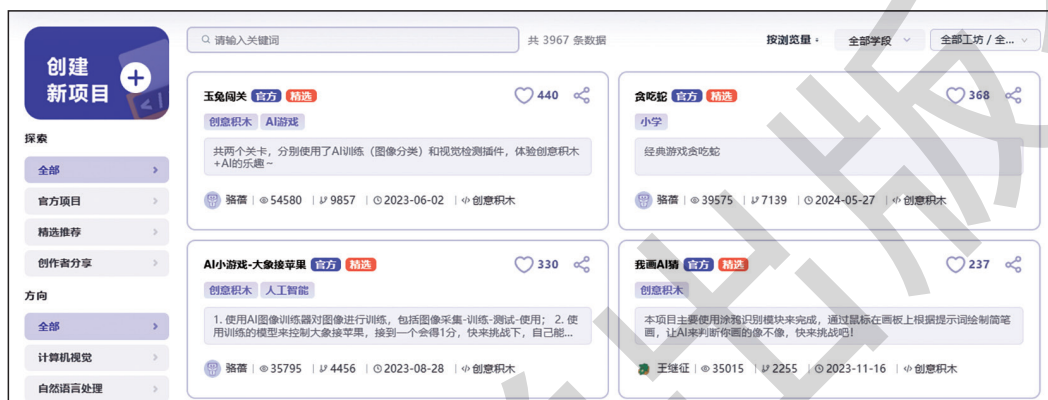 创建
新项目
探索
全部
官方项目
精选推荐
创作者分享
方向
全部
计算机视觉
自然语言处理
请输入关键词
共 3967 条数据
按浏览量
全部学段
全部工坊 / 全...
玉兔闯关 官方 精选 440
创意积木 AI游戏
共两个关卡，分别使用了AI训练（图像分类）和视觉检测插件，体验创意积木
+AI的乐趣~
骆蓓 54580 9857 2023-06-02 创意积木
贪吃蛇 官方 精选 368
小学
经典游戏贪吃蛇
骆蓓 39575 7139 2024-05-27 创意积木
AI小游戏-大象接苹果 官方 精选 330
创意积木 人工智能
1. 使用AI图像训练器对图像进行训练，包括图像采集-训练-测试-使用；2. 使
用训练的模型来控制大象接苹果，接到一个会得1分，快来挑战下，自己能...
骆蓓 35795 4456 2023-08-28 创意积木
我画AI猜 官方 精选 237
创意积木
本项目主要使用涂鸦识别模块来完成，通过鼠标在画板上根据提示词绘制简笔
画，让AI来判断你画的像不像，快来挑战吧!
王继征 35015 2255 2023-11-16 创意积木